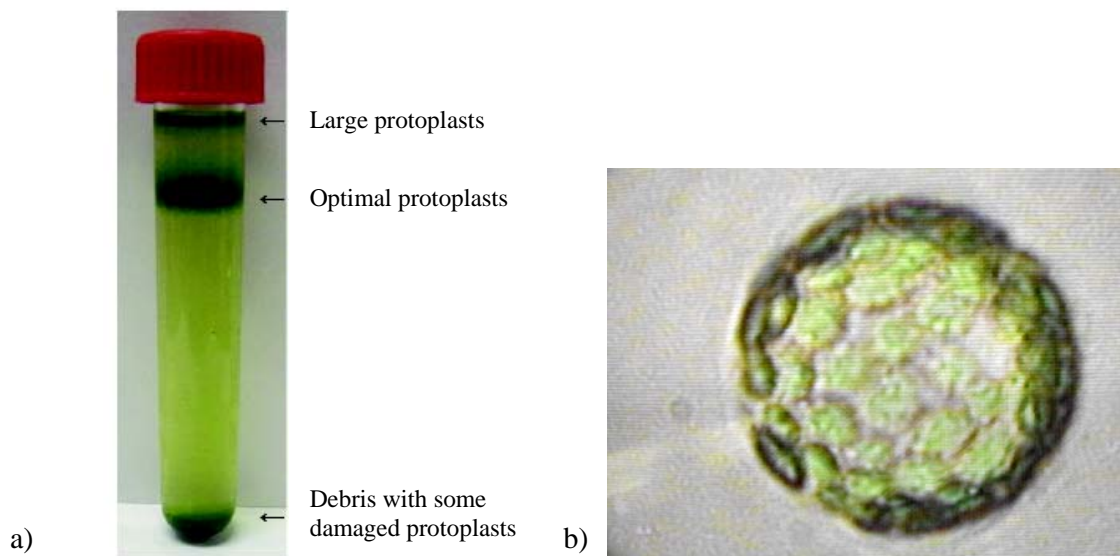 Large protoplasts
Optimal protoplasts
Debris with some
damaged protoplasts
a)
b)